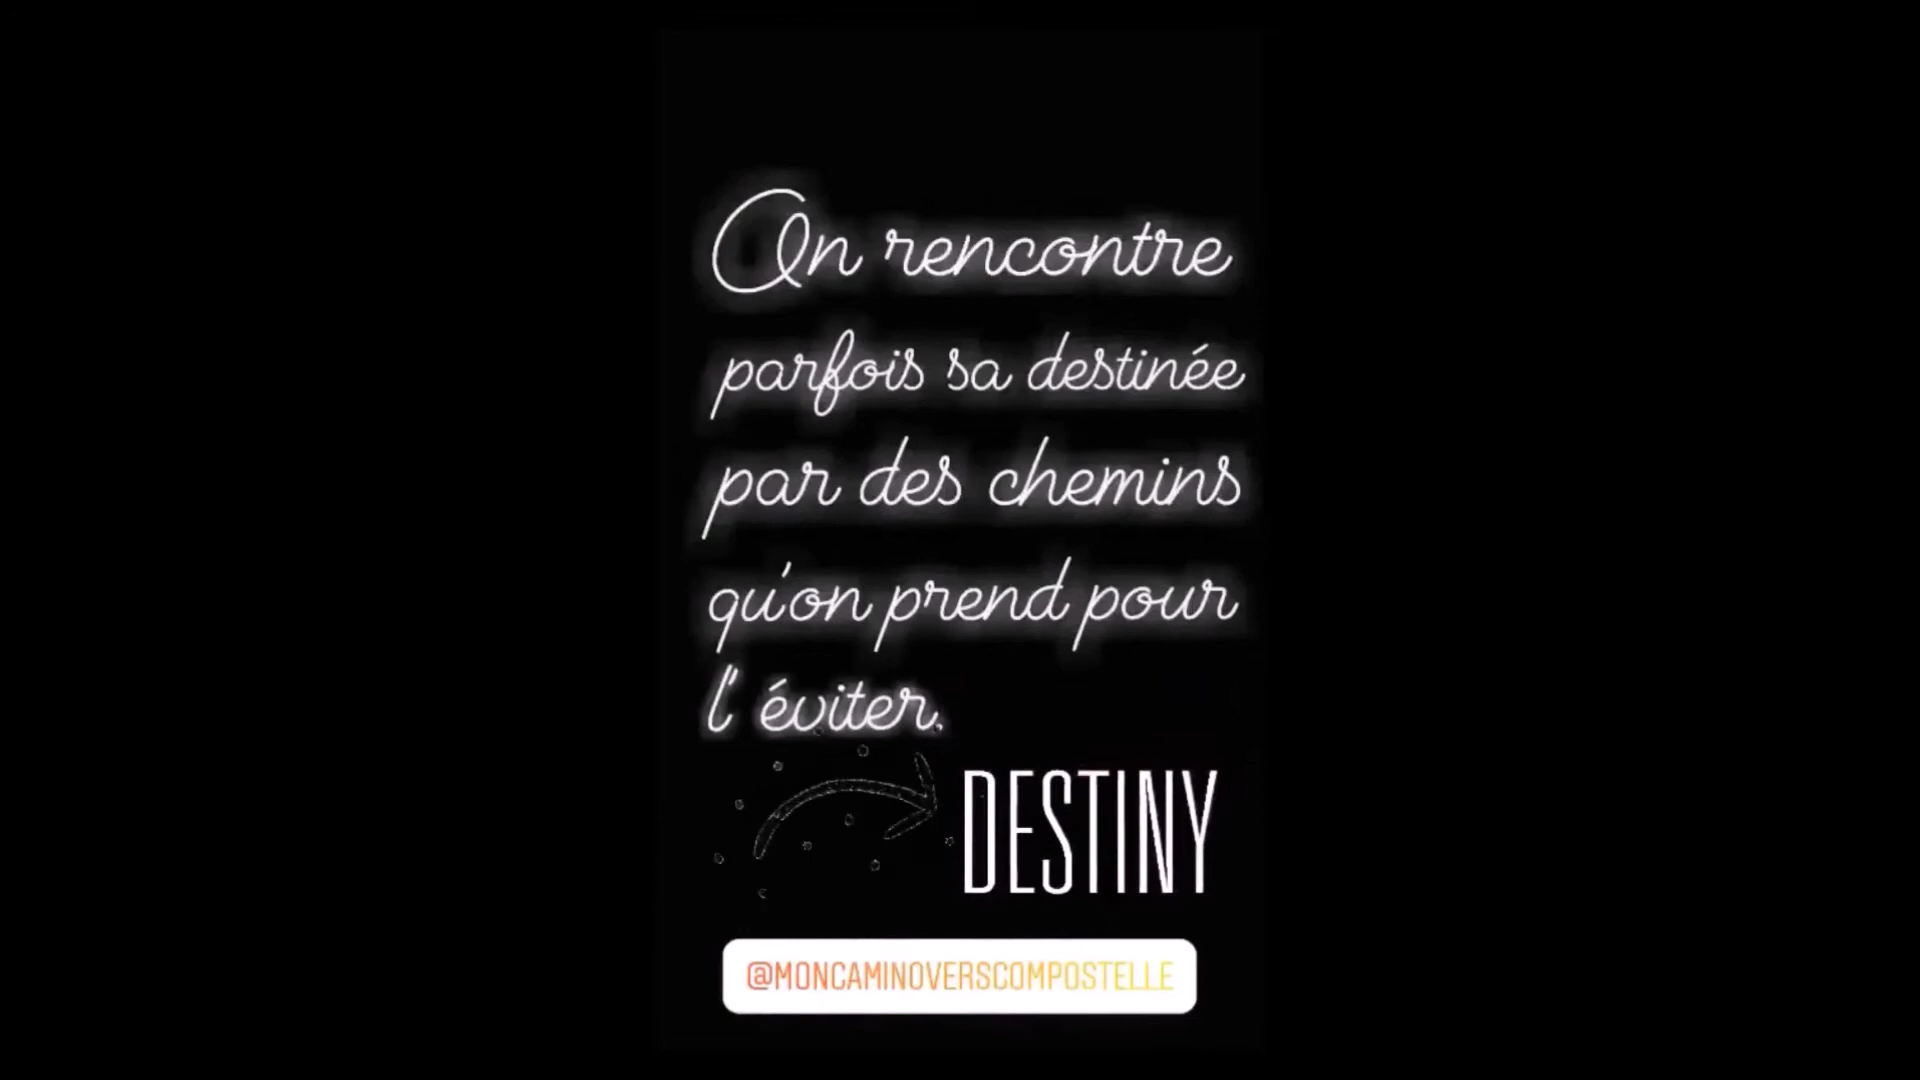 On rencontre
parfois sa destinée
par des chemins
qu'on prend pour
l' éviter.
DESTINY
@MONCAMINOVERSCOMPOSTELLE